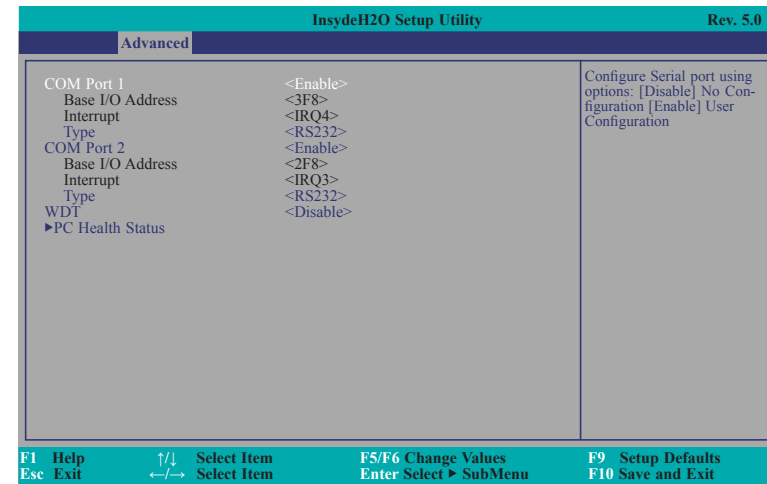 InsydeH2O Setup Utility Rev. 5.0
Advanced
COM Port 1 <Enable>
Base I/O Address <3F8>
Interrupt <IRQ4>
Type <RS232>
COM Port 2 <Enable>
Base I/O Address <2F8>
Interrupt <IRQ3>
Type <RS232>
WDT <Disable>
►PC Health Status
Configure Serial port using
options: [Disable] No Con-
figuration [Enable] User
Configuration
F1 Help ↑/↓ Select Item F5/F6 Change Values F9 Setup Defaults
Esc Exit ←/→ Select Item Enter Select ► SubMenu F10 Save and Exit